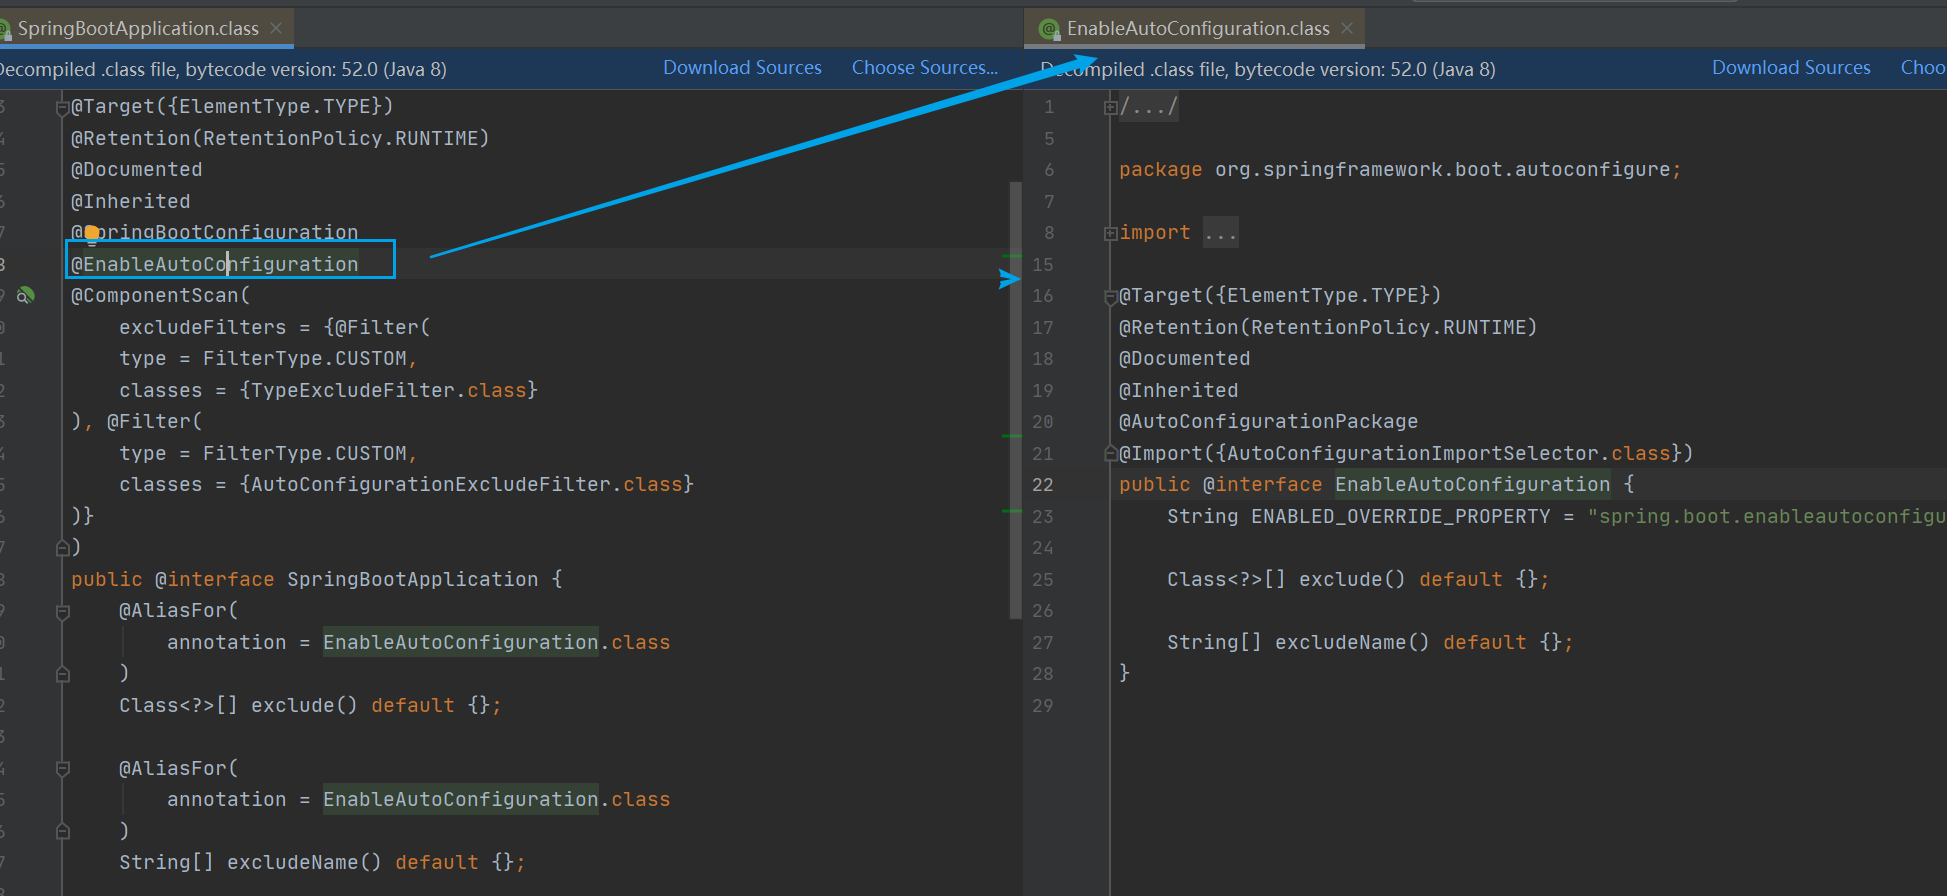 SpringBootApplication.class
Decompiled .class file, bytecode version: 52.0 (Java 8)
Download Sources
Choose Sources...
@Target({ElementType.TYPE})
@Retention(RetentionPolicy.RUNTIME)
@Documented
@Inherited
@SpringBootConfiguration
@EnableAutoConfiguration
@ComponentScan(
excludeFilters = {@Filter(
type = FilterType.CUSTOM,
classes = {TypeExcludeFilter.class}
), @Filter(
type = FilterType.CUSTOM,
classes = {AutoConfigurationExcludeFilter.class}
)}
)
public @interface SpringBootApplication {
@AliasFor(
annotation = EnableAutoConfiguration.class
)
Class<?>[] exclude() default {};
@AliasFor(
annotation = EnableAutoConfiguration.class
)
String[] excludeName() default {};
EnableAutoConfiguration.class
Decompiled .class file, bytecode version: 52.0 (Java 8)
Download Sources
Choo
1 /.../
5
6 package org.springframework.boot.autoconfigure;
7
8 import ...
15
16 @Target({ElementType.TYPE})
17 @Retention(RetentionPolicy.RUNTIME)
18 @Documented
19 @Inherited
20 @AutoConfigurationPackage
21 @Import({AutoConfigurationImportSelector.class})
22 public @interface EnableAutoConfiguration {
23 String ENABLED_OVERRIDE_PROPERTY = "spring.boot.enableautoconfigu
24
25 Class<?>[] exclude() default {};
26
27 String[] excludeName() default {};
28 }
29